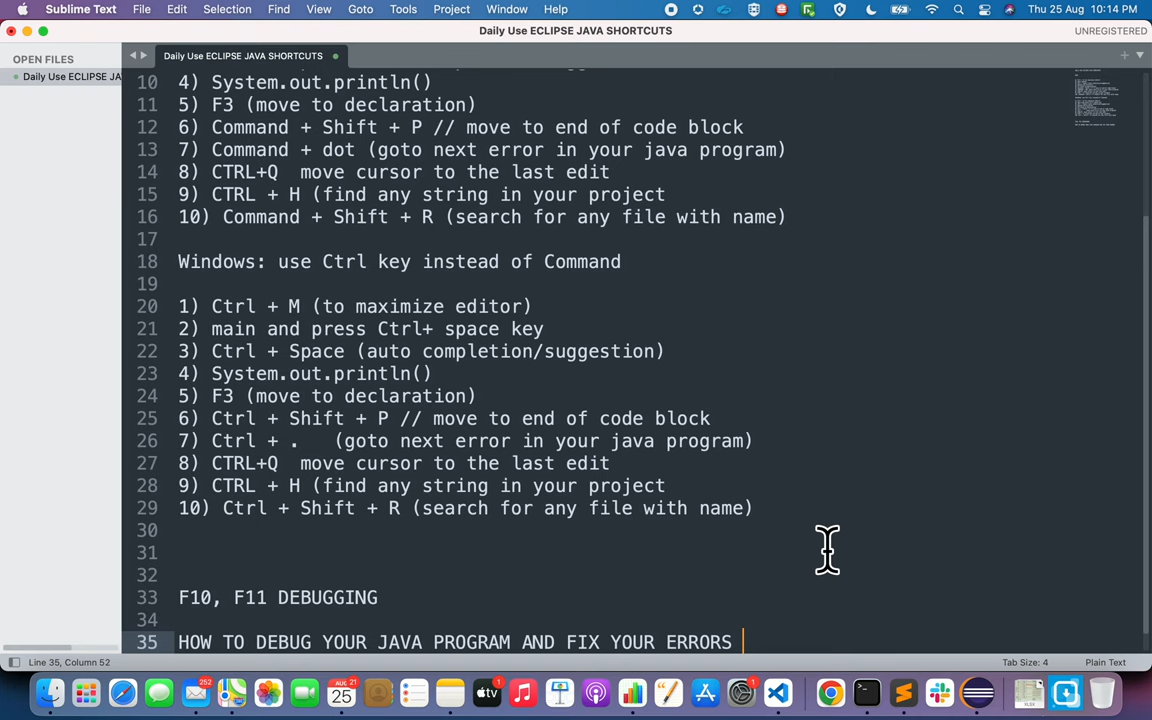 Sublime Text File Edit Selection Find View Goto Tools Project Window Help Thu 25 Aug 10:14 PM
Daily Use ECLIPSE JAVA SHORTCUTS UNREGISTERED
OPEN FILES
Daily Use ECLIPSE JA
Daily Use ECLIPSE JAVA SHORTCUTS
10 4) System.out.println()
11 5) F3 (move to declaration)
12 6) Command + Shift + P // move to end of code block
13 7) Command + dot (goto next error in your java program)
14 8) CTRL+Q  move cursor to the last edit
15 9) CTRL + H (find any string in your project
16 10) Command + Shift + R (search for any file with name)
17
18 Windows: use Ctrl key instead of Command
19
20 1) Ctrl + M (to maximize editor)
21 2) main and press Ctrl+ space key
22 3) Ctrl + Space (auto completion/suggestion)
23 4) System.out.println()
24 5) F3 (move to declaration)
25 6) Ctrl + Shift + P // move to end of code block
26 7) Ctrl + .   (goto next error in your java program)
27 8) CTRL+Q  move cursor to the last edit
28 9) CTRL + H (find any string in your project
29 10) Ctrl + Shift + R (search for any file with name)
30
31
32
33 F10, F11 DEBUGGING
34
35 HOW TO DEBUG YOUR JAVA PROGRAM AND FIX YOUR ERRORS
Line 35, Column 52 Tab Size: 4 Plain Text
252 AUG 21 25 1 1